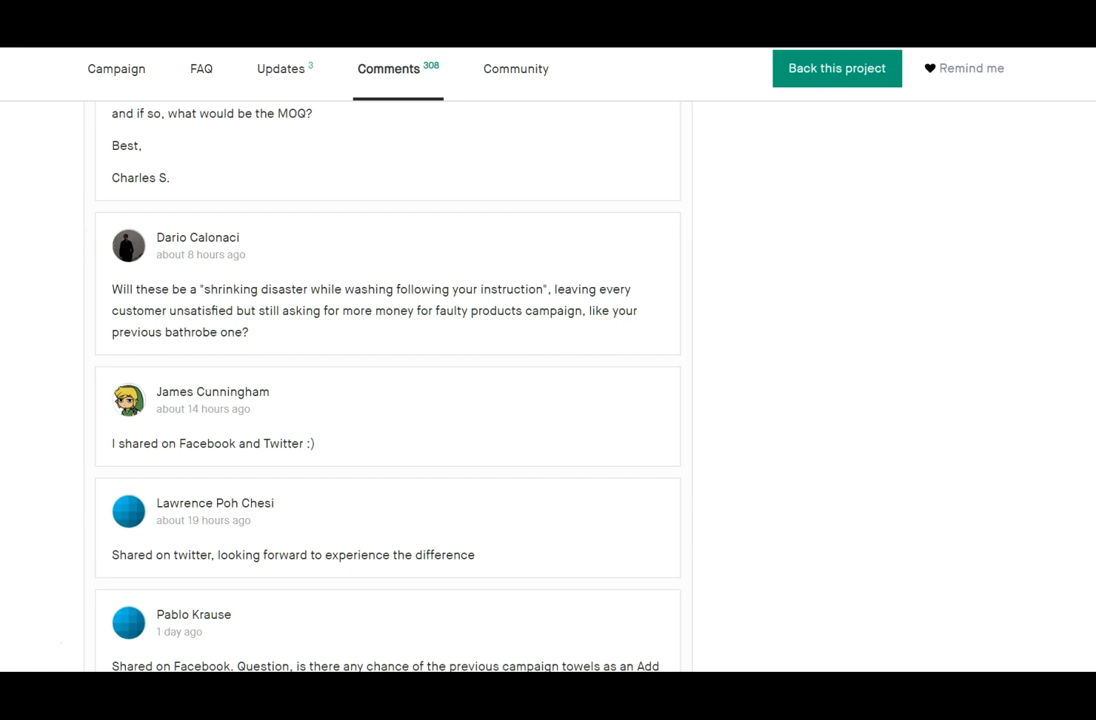 Campaign FAQ Updates 3 Comments 308 Community Back this project Remind me
and if so, what would be the MOQ?
Best,
Charles S.
Dario Calonaci
about 8 hours ago
Will these be a "shrinking disaster while washing following your instruction", leaving every
customer unsatisfied but still asking for more money for faulty products campaign, like your
previous bathrobe one?
James Cunningham
about 14 hours ago
I shared on Facebook and Twitter :)
Lawrence Poh Chesi
about 19 hours ago
Shared on twitter, looking forward to experience the difference
Pablo Krause
1 day ago
Shared on Facebook. Question, is there any chance of the previous campaign towels as an Add